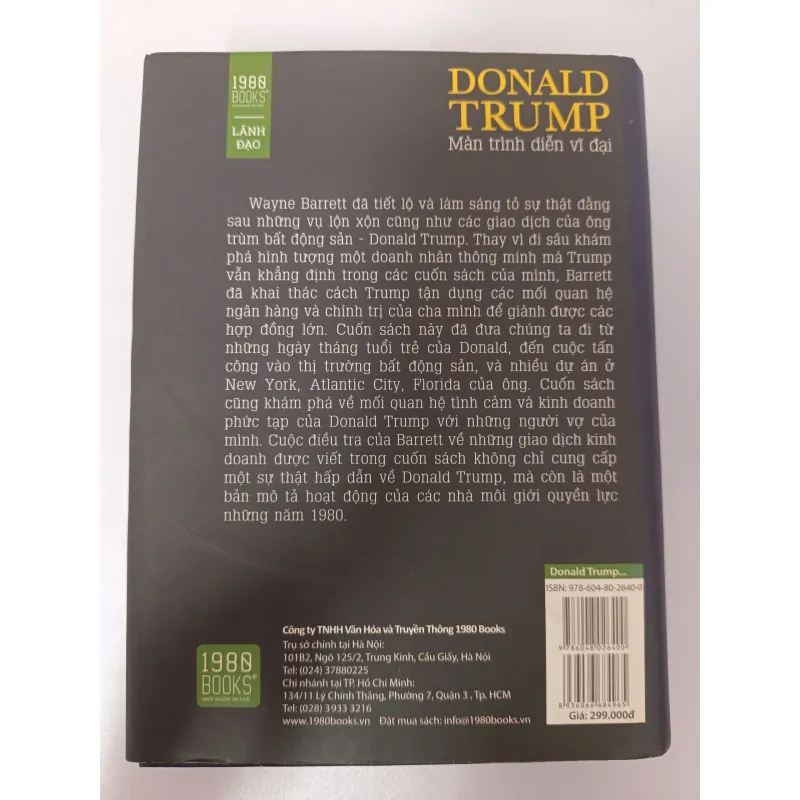 1980
BOOKS
LÃNH
ĐẠO
DONALD
TRUMP
Màn trình diễn vĩ đại
Wayne Barrett đã tiết lộ và làm sáng tỏ sự thật đằng
sau những vụ lộn xộn cũng như các giao dịch của ông
trùm bất động sản - Donald Trump. Thay vì đi sâu khám
phá hình tượng một doanh nhân thông minh mà Trump
vẫn khẳng định trong các cuốn sách của mình, Barrett
đã khai thác cách Trump tận dụng các mối quan hệ
ngân hàng và chính trị của cha mình để giành được các
hợp đồng lớn. Cuốn sách này đã đưa chúng ta đi từ
những ngày tháng tuổi trẻ của Donald, đến cuộc tấn
công vào thị trường bất động sản, và nhiều dự án ở
New York, Atlantic City, Florida của ông. Cuốn sách
cũng khám phá về mối quan hệ tình cảm và kinh doanh
phức tạp của Donald Trump với những người vợ của
mình. Cuộc điều tra của Barrett về những giao dịch kinh
doanh được viết trong cuốn sách không chỉ cung cấp
một sự thật hấp dẫn về Donald Trump, mà còn là một
bản mô tả hoạt động của các nhà môi giới quyền lực
những năm 1980.
Donald Trump...
ISBN: 978-604-80-2640-0
9 786048 026400
8 936066 684965
Giá: 299.000đ
1980
BOOKS
Công ty TNHH Văn Hóa và Truyền Thông 1980 Books
Trụ sở chính tại Hà Nội:
101B2, Ngõ 125/2, Trung Kính, Cầu Giấy, Hà Nội
Tel: (024) 37880225
Chi nhánh tại TP. Hồ Chí Minh:
134/11 Lý Chính Thắng, Phường 7, Quận 3 , Tp. HCM
Tel: (028) 3933 3216
www.1980books.vn Đặt mua sách: info@1980books.vn